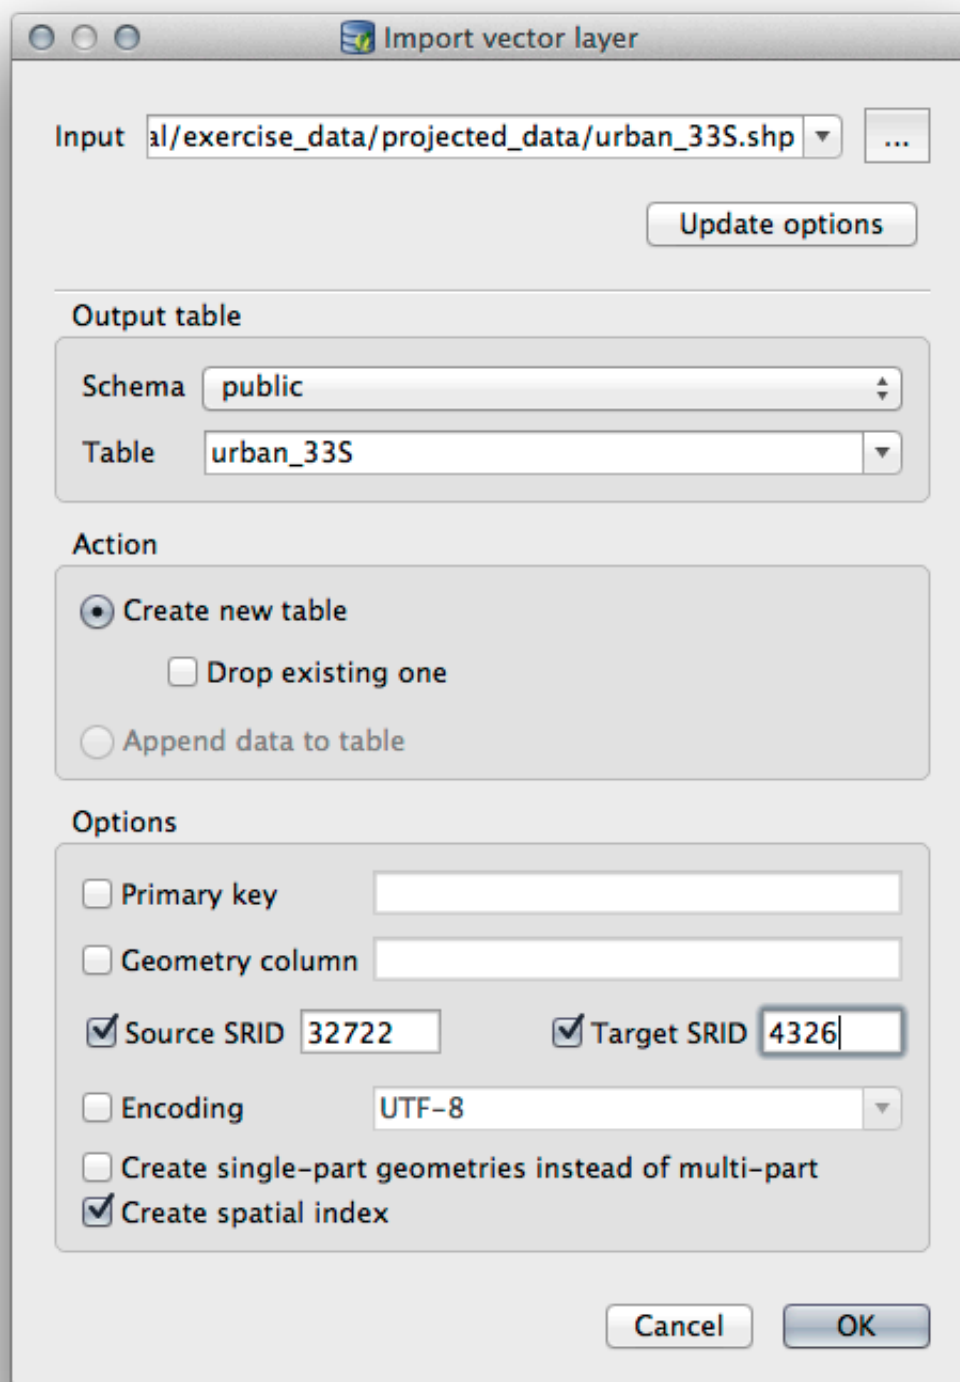 Import vector layer
Input al/exercise_data/projected_data/urban_33S.shp ...
Update options
Output table
Schema public
Table urban_33S
Action
Create new table
Drop existing one
Append data to table
Options
Primary key
Geometry column
Source SRID 32722 Target SRID 4326
Encoding UTF-8
Create single-part geometries instead of multi-part
Create spatial index
Cancel OK